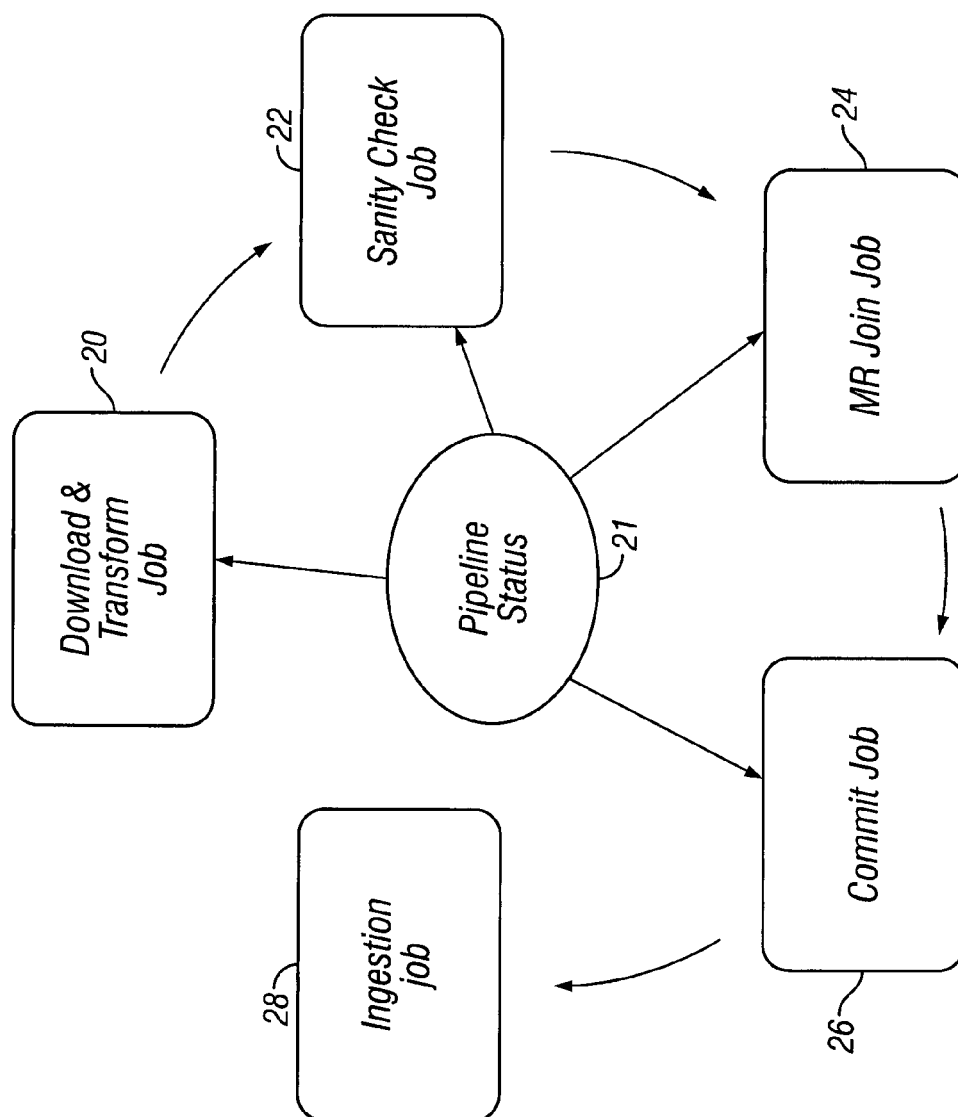 20
Download &
Transform
Job
22
Sanity Check
Job
21
Pipeline
Status
28
Ingestion
job
24
MR Join Job
26
Commit Job